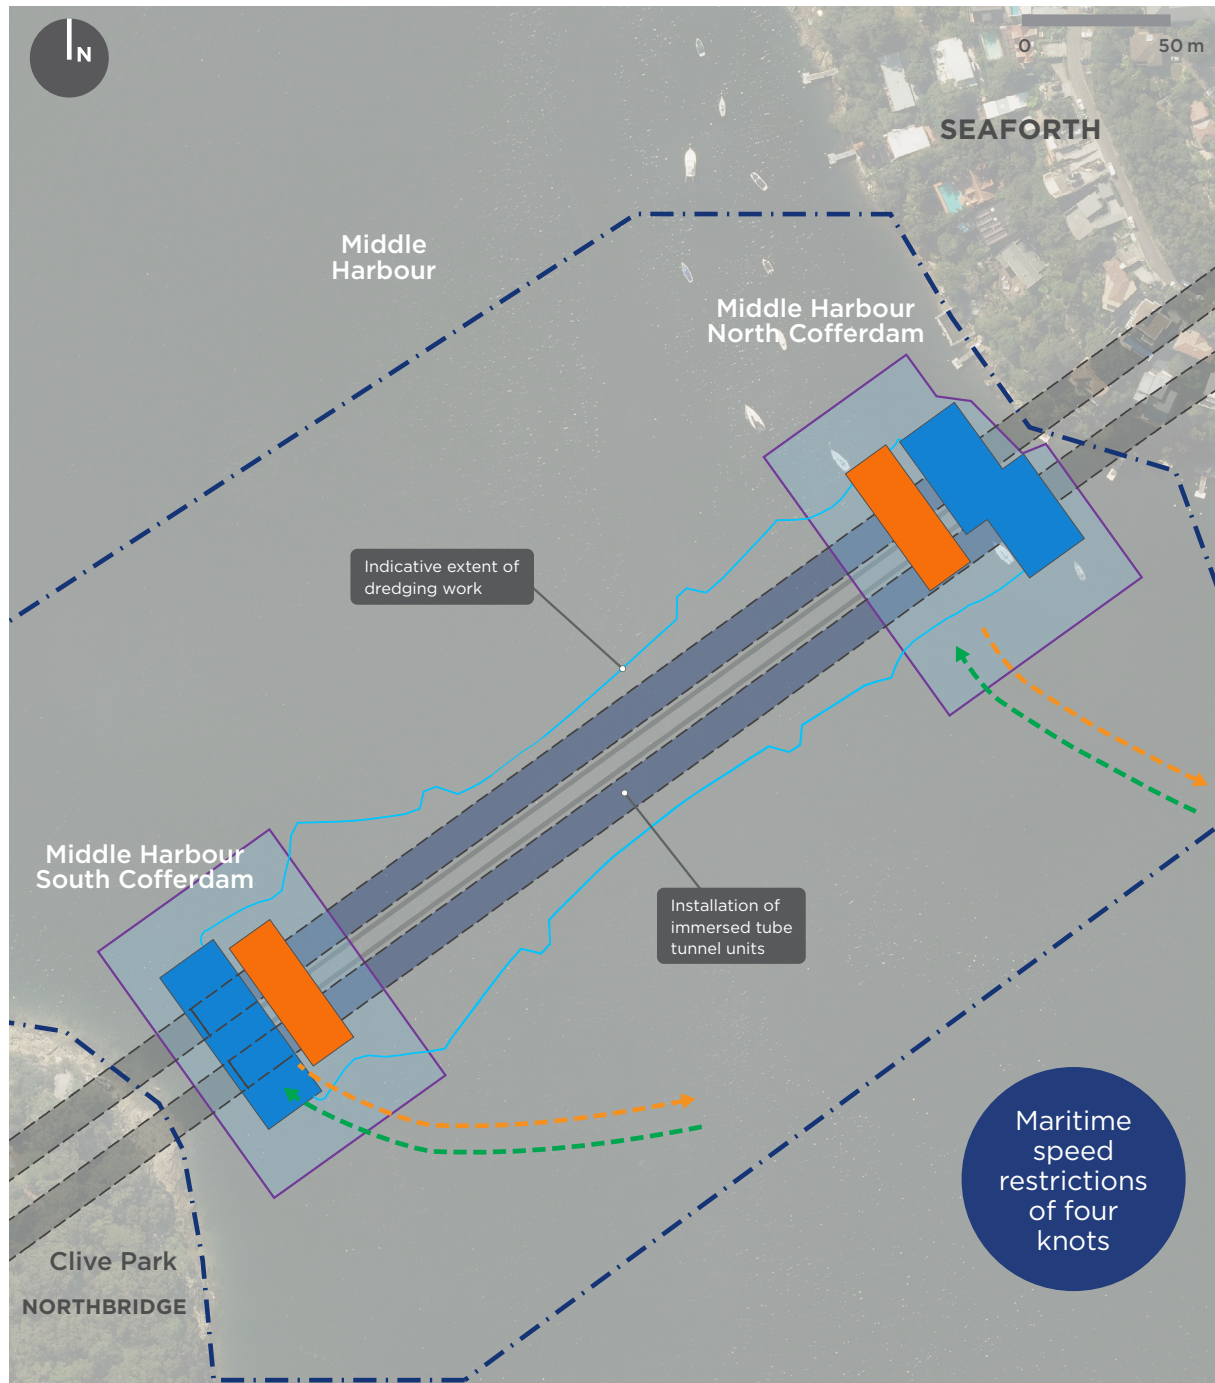 N
0
50 m
SEAFORTH
Middle
Harbour
Middle Harbour
North Cofferdam
Indicative extent of
dredging work
Middle Harbour
South Cofferdam
Installation of
immersed tube
tunnel units
Maritime
speed
restrictions
of four
knots
Clive Park
NORTHBRIDGE